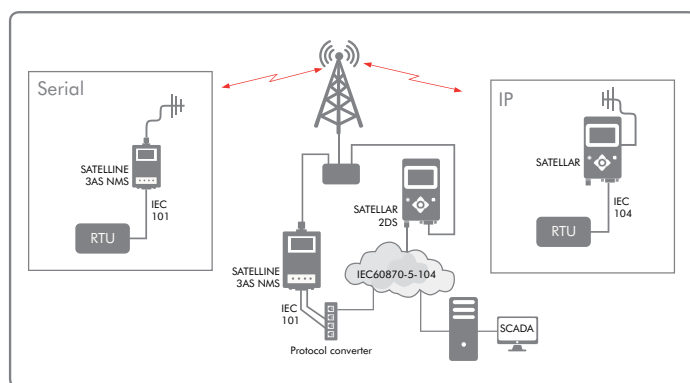 Serial
SATELLINE
3AS NMS
IEC
101
RTU
SATELLAR
2DS
SATELLINE
3AS NMS
IEC
101
Protocol converter
IEC60870-5-104
SCADA
IP
SATELLAR
IEC
104
RTU